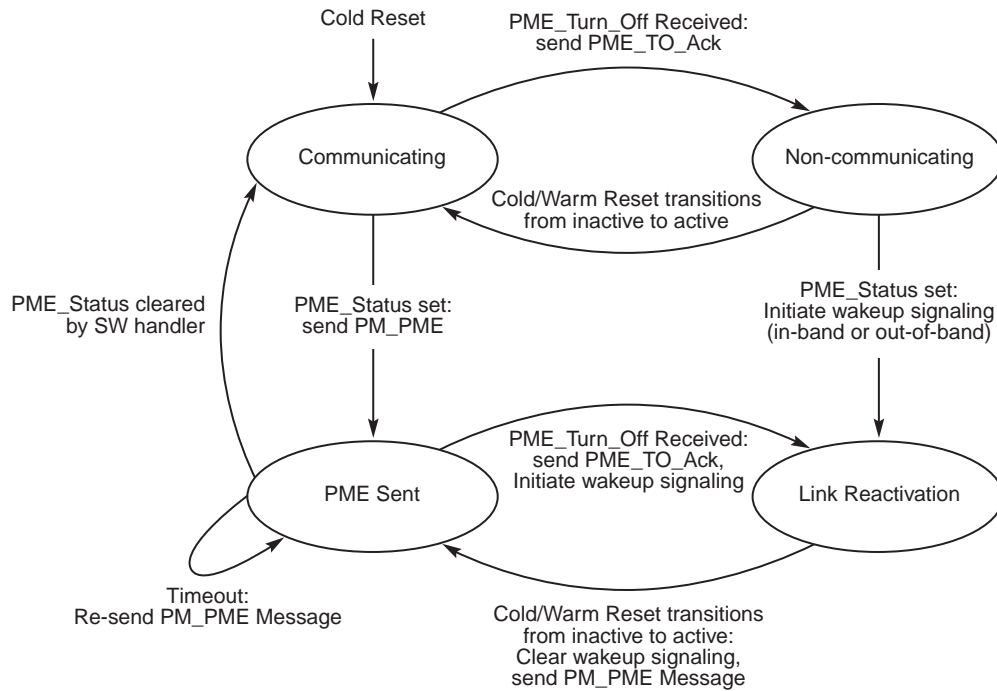 Cold Reset
PME_Turn_Off Received:
send PME_TO_Ack
Communicating
Non-communicating
Cold/Warm Reset transitions
from inactive to active
PME_Status cleared
by SW handler
PME_Status set:
send PM_PME
PME_Status set:
Initiate wakeup signaling
(in-band or out-of-band)
PME_Turn_Off Received:
send PME_TO_Ack,
Initiate wakeup signaling
PME Sent
Link Reactivation
Timeout:
Re-send PM_PME Message
Cold/Warm Reset transitions
from inactive to active:
Clear wakeup signaling,
send PM_PME Message